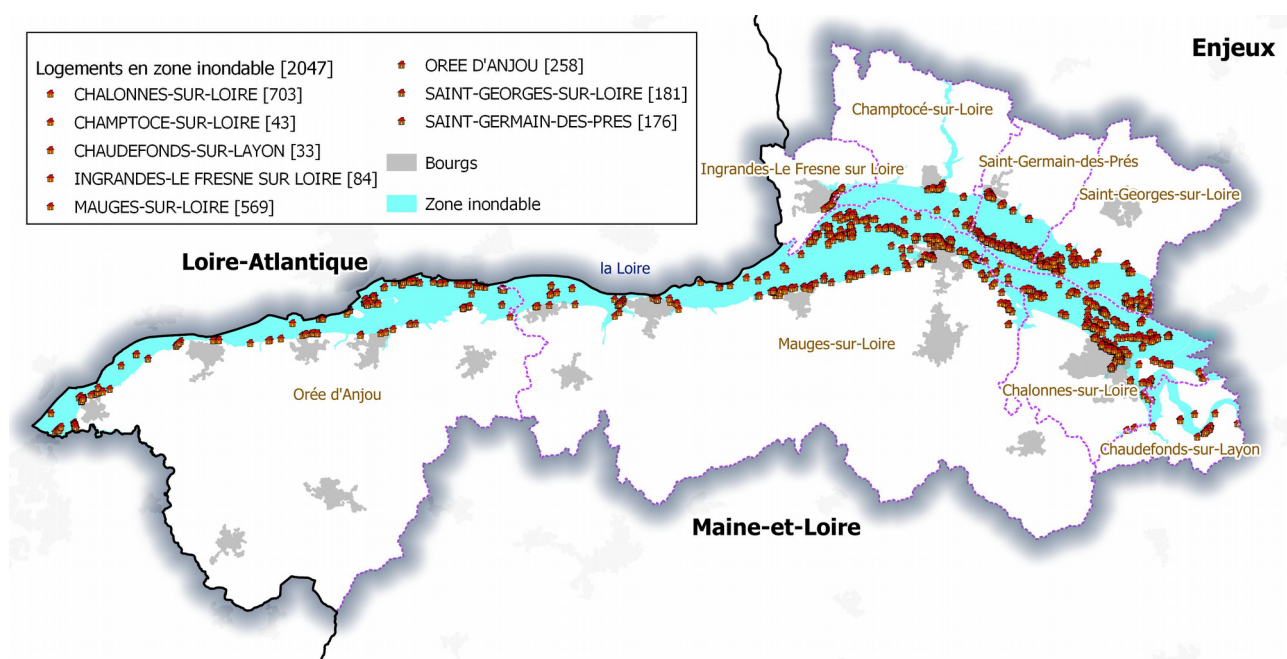 Enjeux
Logements en zone inondable [2047]
CHALONNES-SUR-LOIRE [703]
CHAMPTOCE-SUR-LOIRE [43]
CHAUDEFONDS-SUR-LAYON [33]
INGRANDES-LE FRESNE SUR LOIRE [84]
MAUGES-SUR-LOIRE [569]
OREE D'ANJOU [258]
SAINT-GEORGES-SUR-LOIRE [181]
SAINT-GERMAIN-DES-PRES [176]
Bourgs
Zone inondable
Champtocé-sur-Loire
Ingrandes-Le Fresne sur Loire
Saint-Germain-des-Prés
Saint-Georges-sur-Loire
Loire-Atlantique
la Loire
Mauges-sur-Loire
Orée d'Anjou
Chalonnes-sur-Loire
Chaudefonds-sur-Layon
Maine-et-Loire